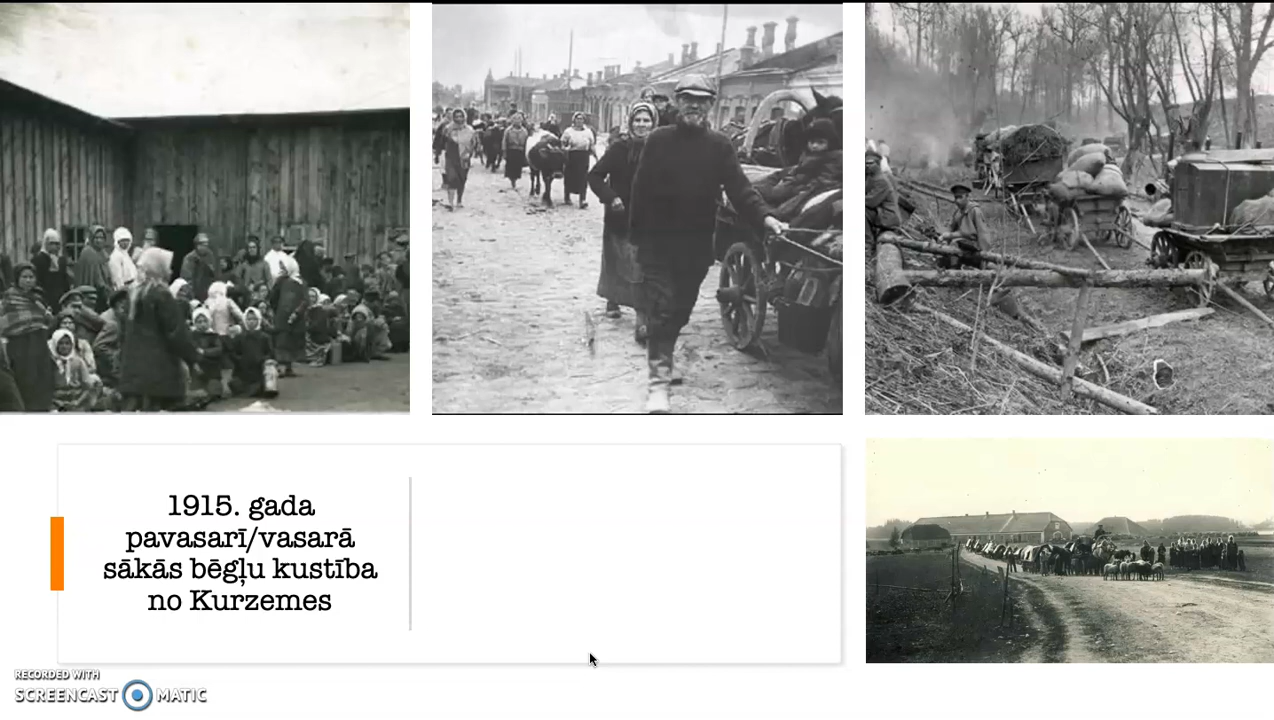 1915. gada
pavasarī/vasarā
sākās bēgļu kustība
no Kurzemes
RECORDED WITH
SCREENCAST MATIC